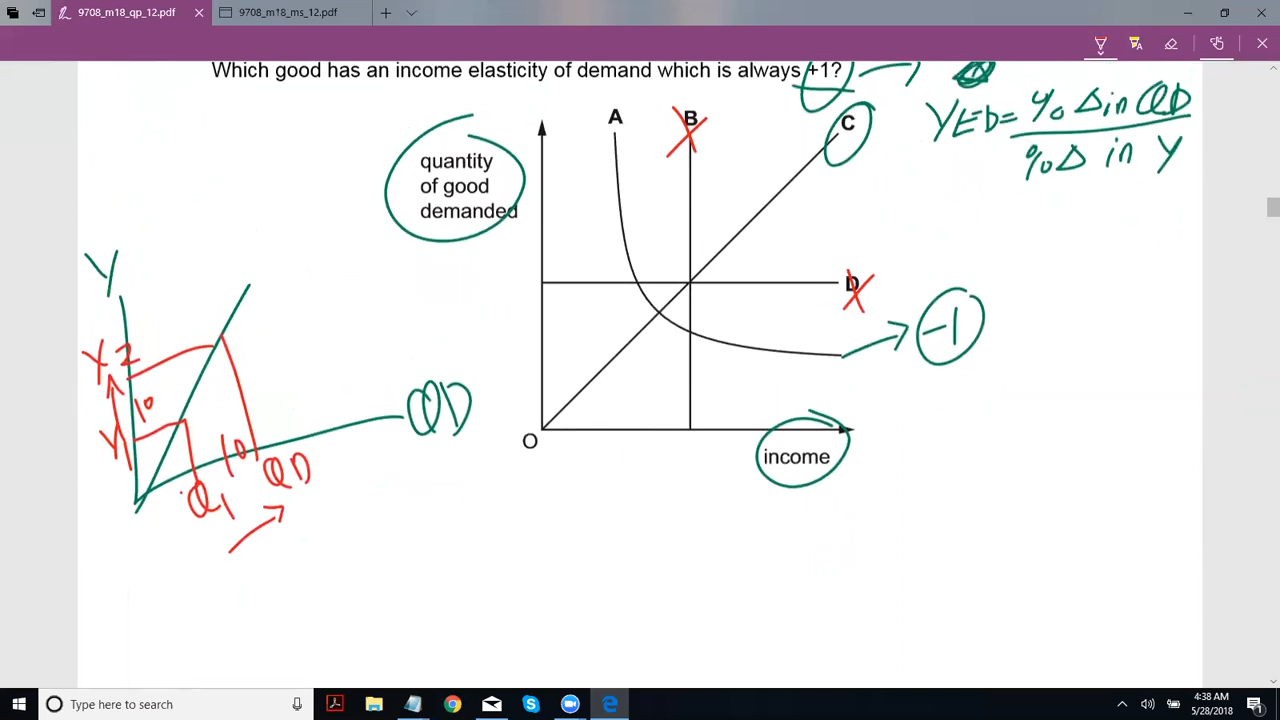 9708_m18_qp_12.pdf
9708_m18_ms_12.pdf
Which good has an income elasticity of demand which is always +1?
YED = % Δ in QD
% Δ in Y
A
B
C
quantity
of good
demanded
D
-1
O
income
Y
Y2
10
Y
10
QD
Q1
QD
Type here to search
4:38 AM
5/28/2018